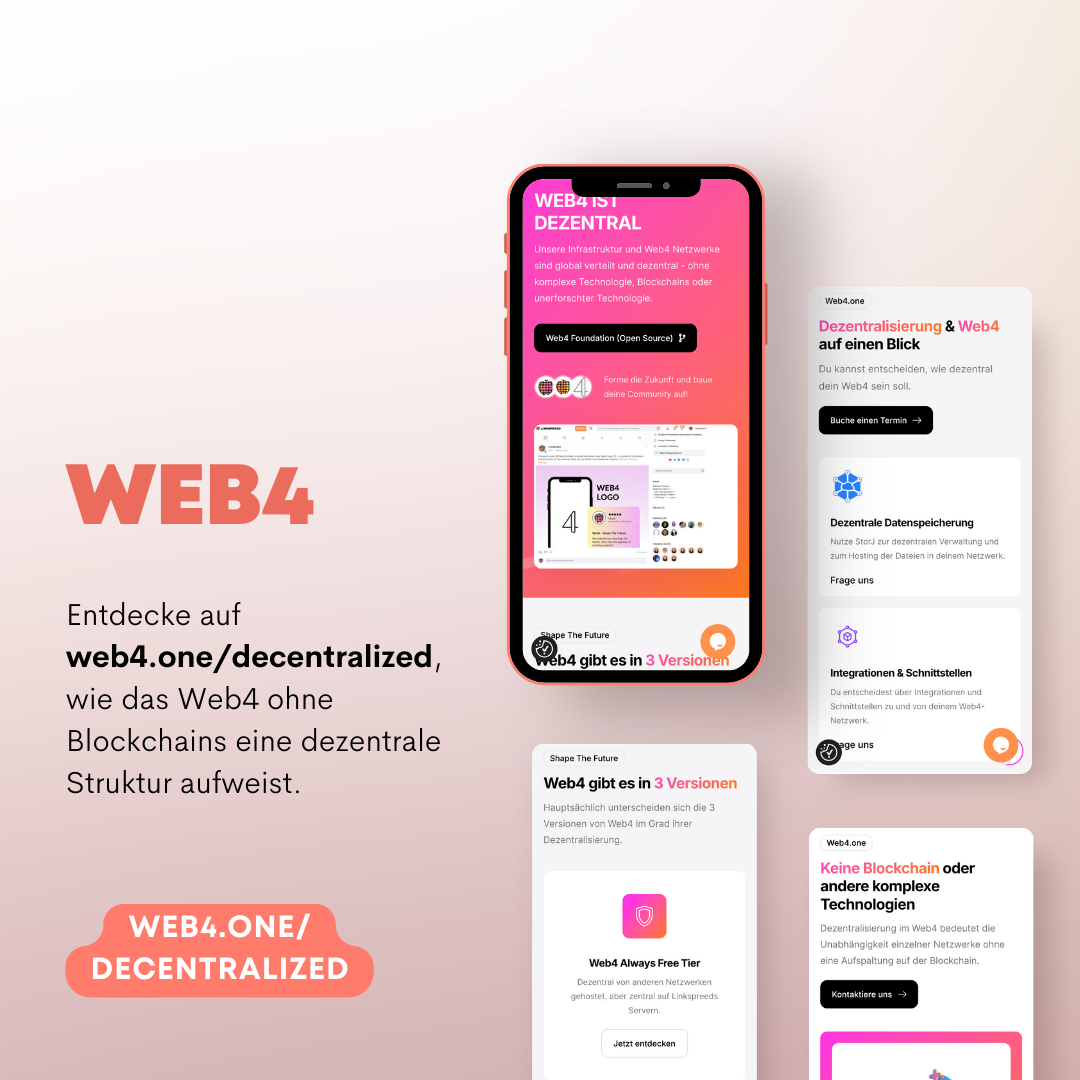 WEB4
Entdecke auf
web4.one/decentralized,
wie das Web4 ohne
Blockchains eine dezentrale
Struktur aufweist.
WEB4.ONE/
DECENTRALIZED
WEB4 IST
DEZENTRAL
Unsere Infrastruktur und Web4 Netzwerke
sind global verteilt und dezentral - ohne
komplexe Technologie, Blockchains oder
unerforschter Technologie.
Web4 Foundation (Open Source)
Forme die Zukunft und baue
deine Community auf!
LINKSPREED
WEB4
LOGO
4
Shape The Future
Web4 gibt es in 3 Versionen
Web4.one
Dezentralisierung & Web4
auf einen Blick
Du kannst entscheiden, wie dezentral
dein Web4 sein soll.
Buche einen Termin →
Dezentrale Datenspeicherung
Nutze StorJ zur dezentralen Verwaltung und
zum Hosting der Dateien in deinem Netzwerk.
Frage uns
Integrationen & Schnittstellen
Du entscheidest über Integrationen und
Schnittstellen zu und von deinem Web4-
Netzwerk.
age uns
Shape The Future
Web4 gibt es in 3 Versionen
Hauptsächlich unterscheiden sich die 3
Versionen von Web4 im Grad ihrer
Dezentralisierung.
Web4 Always Free Tier
Dezentral von anderen Netzwerken
gehostet, aber zentral auf Linkspreeds
Servern.
Jetzt entdecken
Web4.one
Keine Blockchain oder
andere komplexe
Technologien
Dezentralisierung im Web4 bedeutet die
Unabhängigkeit einzelner Netzwerke ohne
eine Aufspaltung auf der Blockchain.
Kontaktiere uns →